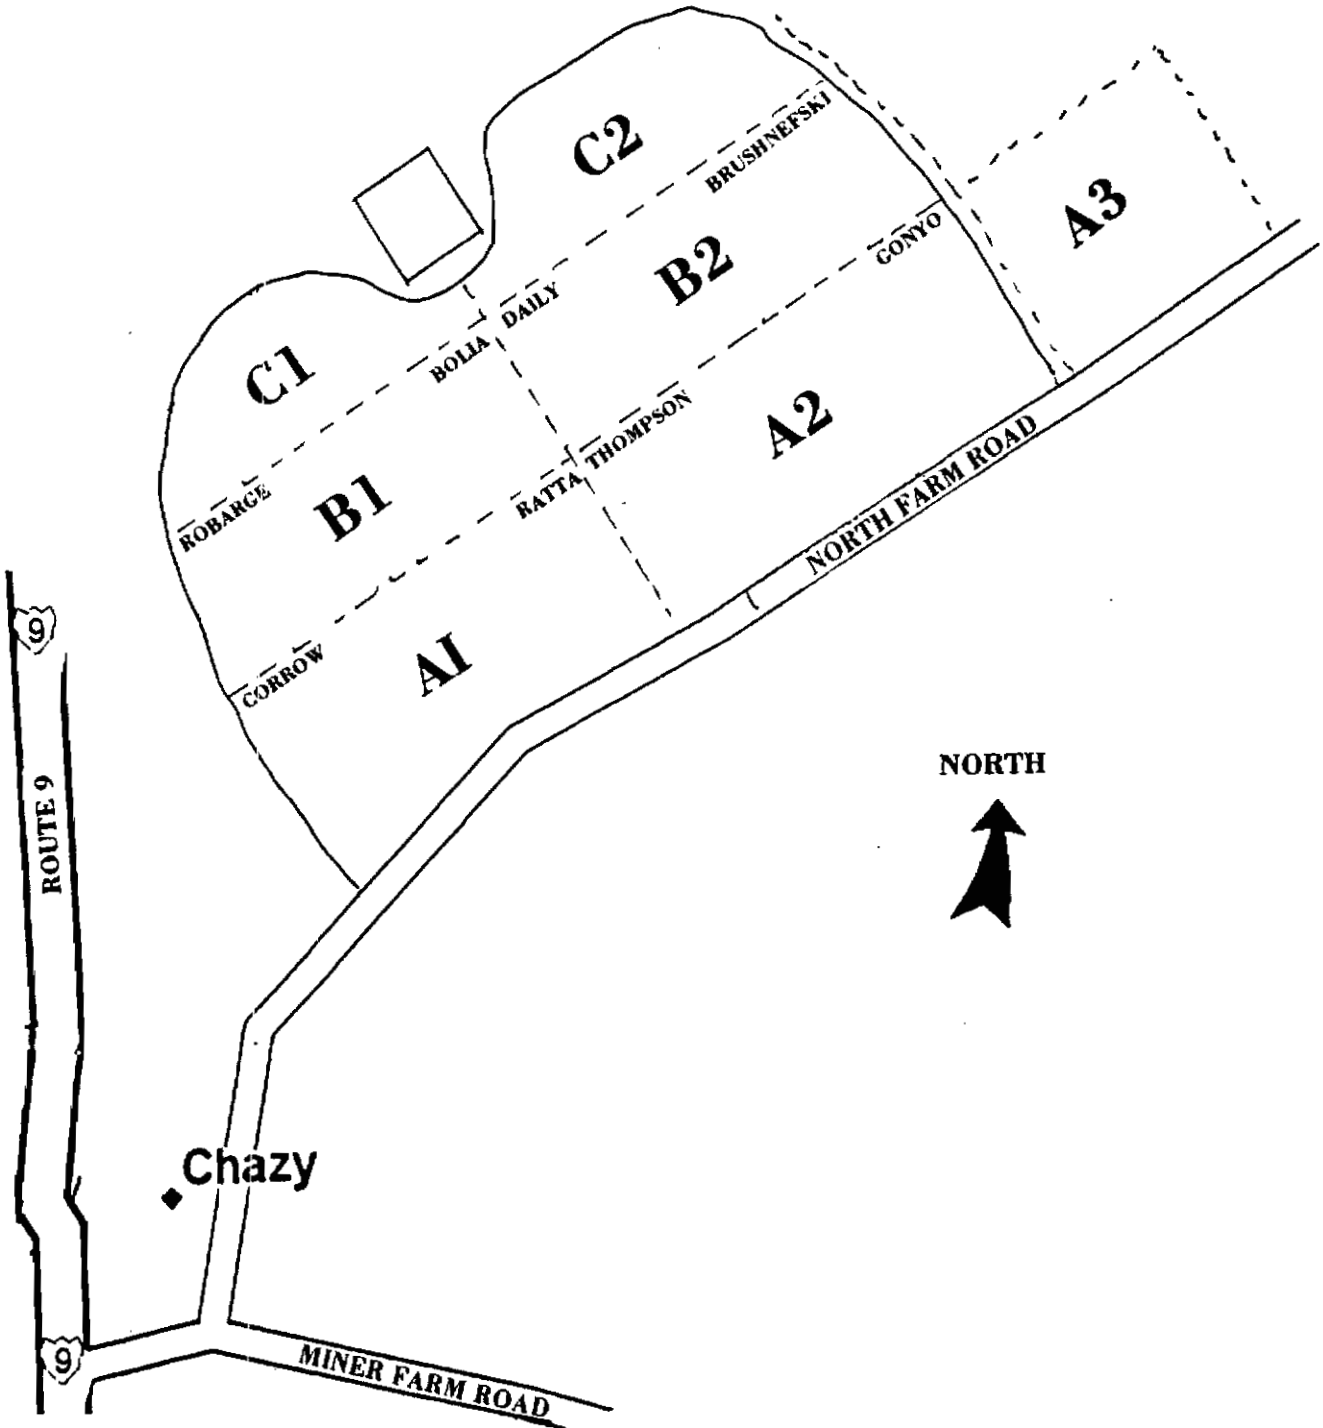 C2
BRUSHNEFSKI
A3
B2
GONYO
DAILY
BOLIA
C1
THOMPSON
A2
ROBARGE
B1
RATTA
NORTH FARM ROAD
CORROW
A1
9
NORTH
ROUTE 9
Chazy
9
MINER FARM ROAD